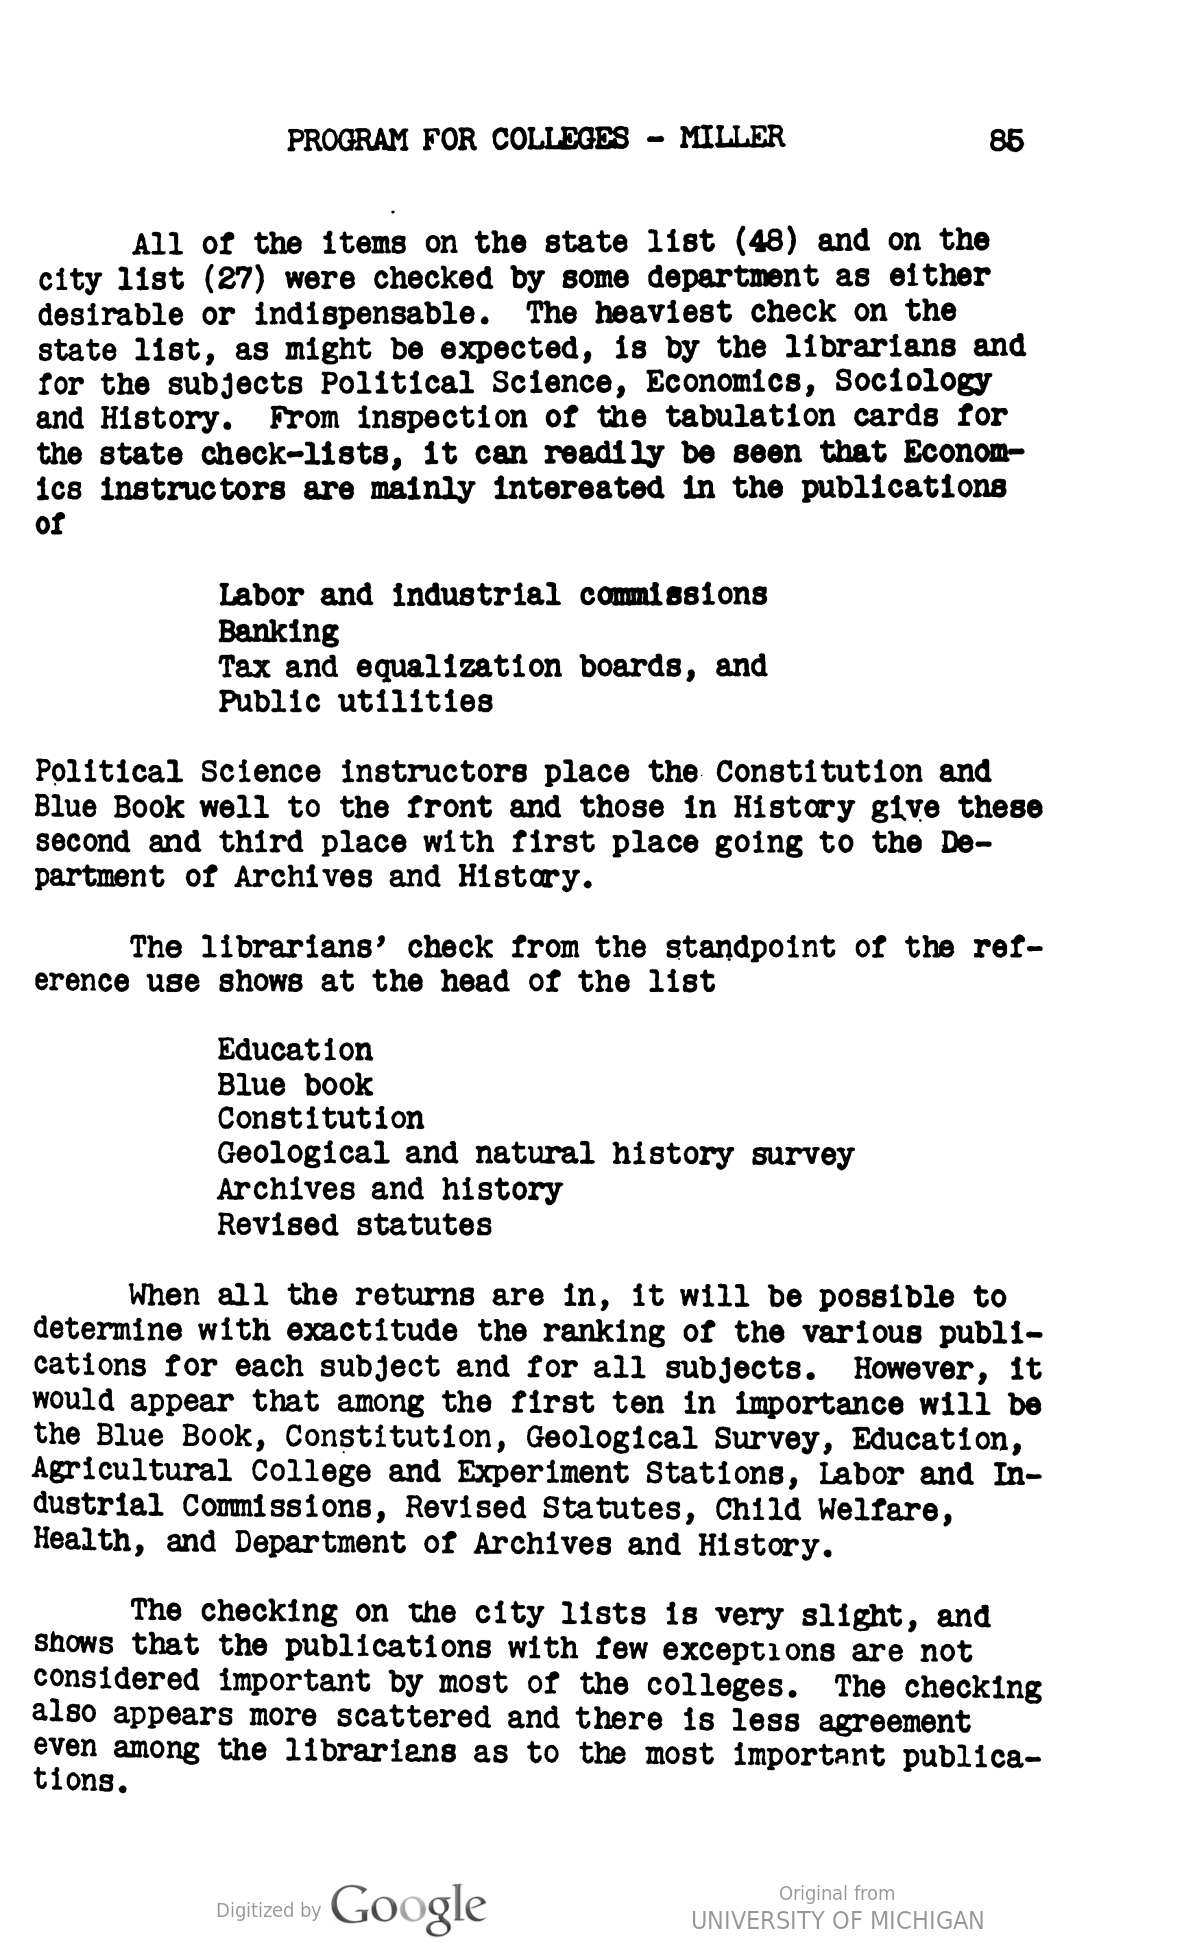 PROGRAM FOR COLLEGES - MILLER 85
All of the items on the state list (48) and on the
city list (27) were checked by some department as either
desirable or indispensable. The heaviest check on the
state list, as might be expected, is by the librarians and
for the subjects Political Science, Economics, Sociology
and History. From inspection of the tabulation cards for
the state check-lists, it can readily be seen that Econom-
ics instructors are mainly intereated in the publications
of
Labor and industrial commissions
Banking
Tax and equalization boards, and
Public utilities
Political Science instructors place the Constitution and
Blue Book well to the front and those in History give these
second and third place with first place going to the De-
partment of Archives and History.
The librarians' check from the standpoint of the ref-
erence use shows at the head of the list
Education
Blue book
Constitution
Geological and natural history survey
Archives and history
Revised statutes
When all the returns are in, it will be possible to
determine with exactitude the ranking of the various publi-
cations for each subject and for all subjects. However, it
would appear that among the first ten in importance will be
the Blue Book, Constitution, Geological Survey, Education,
Agricultural College and Experiment Stations, Labor and In-
dustrial Commissions, Revised Statutes, Child Welfare,
Health, and Department of Archives and History.
The checking on the city lists is very slight, and
shows that the publications with few exceptions are not
considered important by most of the colleges. The checking
also appears more scattered and there is less agreement
even among the librarians as to the most important publica-
tions.
Digitized by Google
Original from
UNIVERSITY OF MICHIGAN